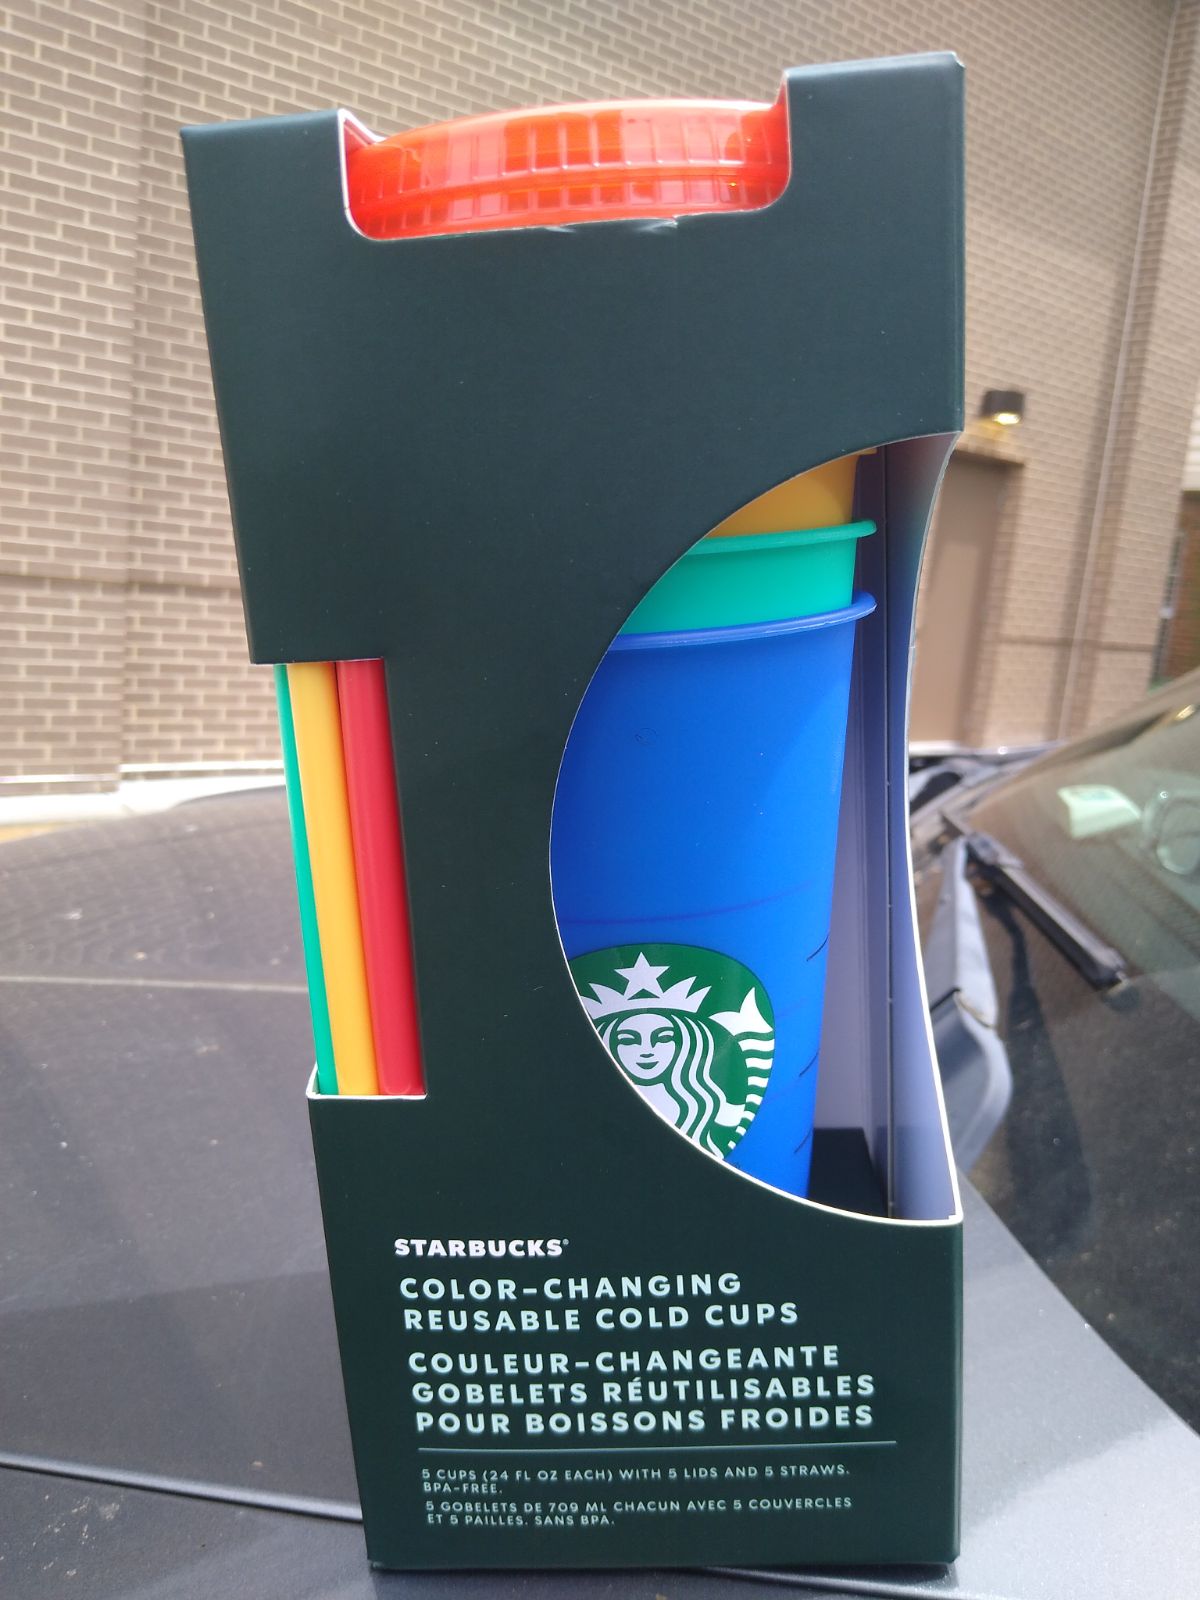 STARBUCKS®
COLOR-CHANGING
REUSABLE COLD CUPS
COULEUR-CHANGEANTE
GOBELETS RÉUTILISABLES
POUR BOISSONS FROIDES
5 CUPS (24 FL OZ EACH) WITH 5 LIDS AND 5 STRAWS.
BPA-FREE.
5 GOBELETS DE 709 ML CHACUN AVEC 5 COUVERCLES
ET 5 PAILLES. SANS BPA.